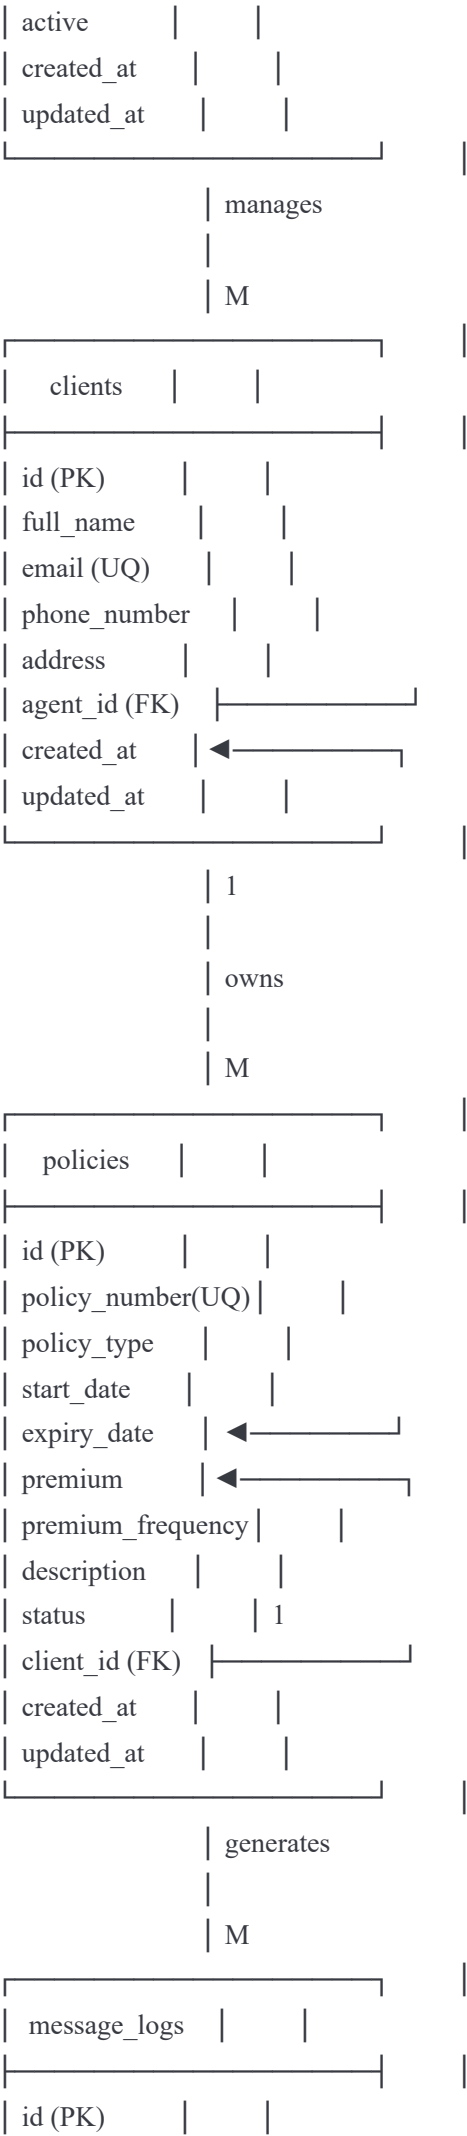 │ active │ │
│ created_at │ │
│ updated_at │ │
└─────────────────────────┘ │
│ manages
│
│ M
┌─────────────────────────┐ │
│ clients │ │
├─────────────────────────┤ │
│ id (PK) │ │
│ full_name │ │
│ email (UQ) │ │
│ phone_number │ │
│ address │ │
│ agent_id (FK) ├─────────────┘
│ created_at │◄───────────┐
│ updated_at │ │
└─────────────────────────┘ │
│ 1
│
│ owns
│
│ M
┌─────────────────────────┐ │
│ policies │ │
├─────────────────────────┤ │
│ id (PK) │ │
│ policy_number(UQ)│ │
│ policy_type │ │
│ start_date │ │
│ expiry_date │ ◄──────────┘
│ premium │◄───────────┐
│ premium_frequency│ │
│ description │ │
│ status │ │ 1
│ client_id (FK) ├─────────────┘
│ created_at │ │
│ updated_at │ │
└─────────────────────────┘ │
│ generates
│
│ M
┌─────────────────────────┐ │
│ message_logs │ │
├─────────────────────────┤ │
│ id (PK) │ │